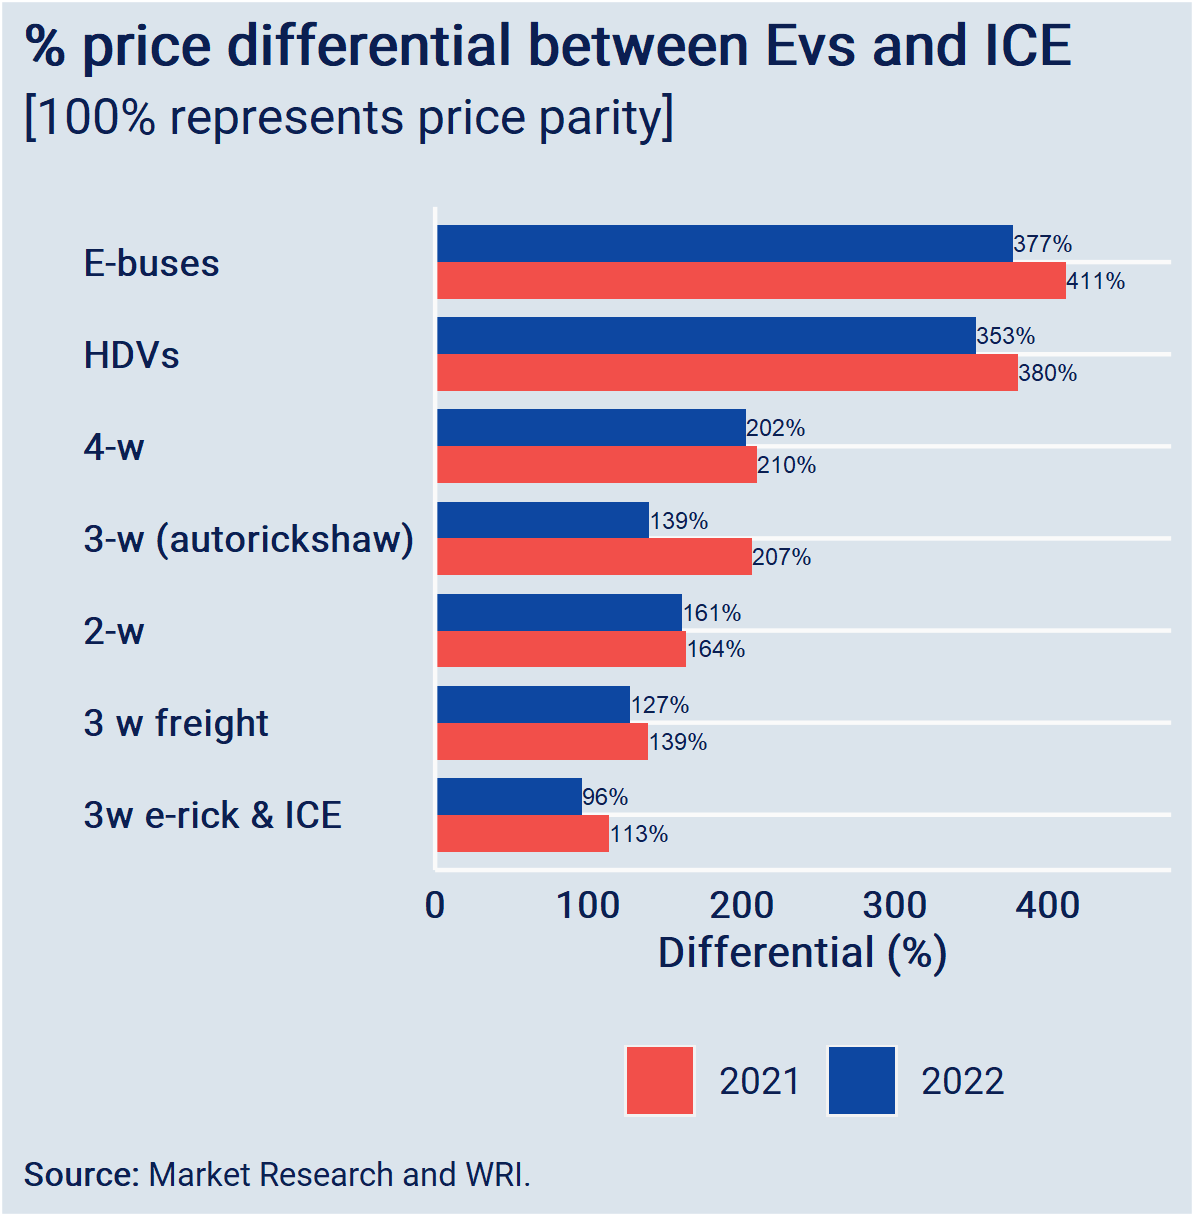 % price differential between Evs and ICE
[100% represents price parity]
E-buses
377%
411%
HDVs
353%
380%
4-w
202%
210%
3-w (autorickshaw)
139%
207%
2-w
161%
164%
3 w freight
127%
139%
3w e-rick & ICE
96%
113%
0 100 200 300 400
Differential (%)
2021 2022
Source: Market Research and WRI.